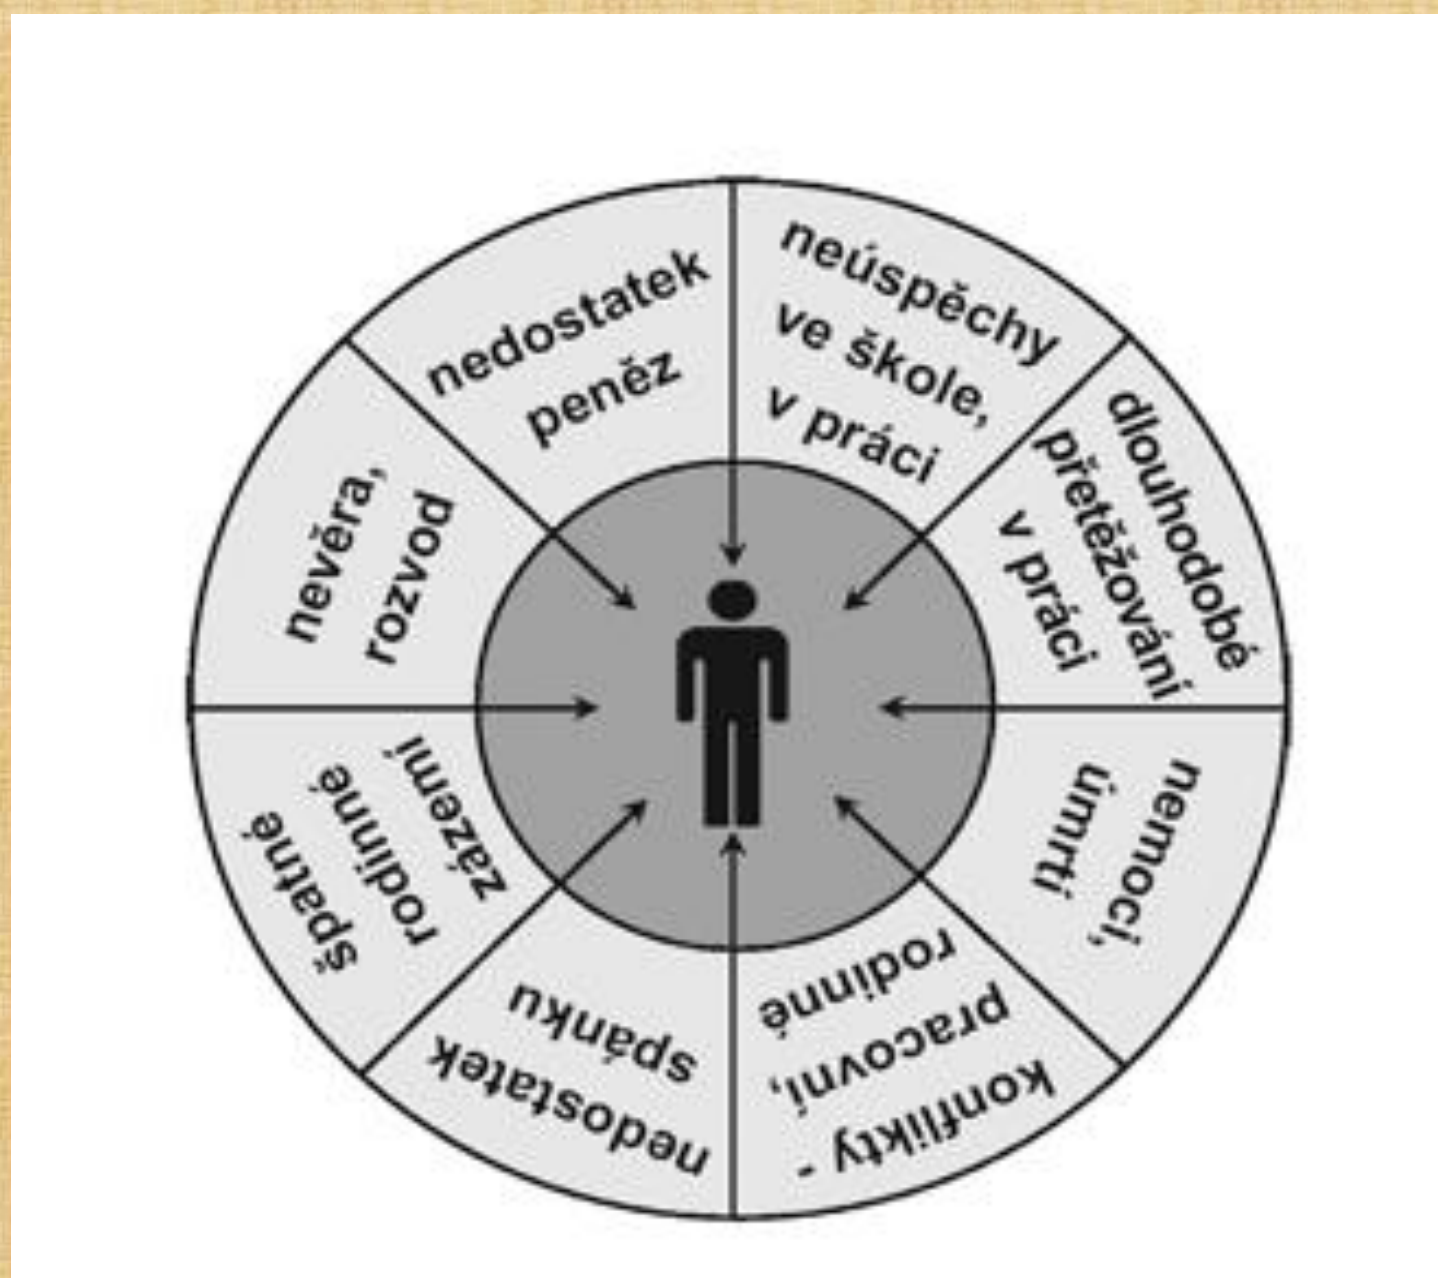 neúspěchy
ve škole,
v práci
dlouhodobé
přetěžování
v práci
nemoci,
úmrtí
konflikty -
pracovní,
rodinné
nedostatek
spánku
špatné
rodinné
zázemí
nevěra,
rozvod
nedostatek
peněz